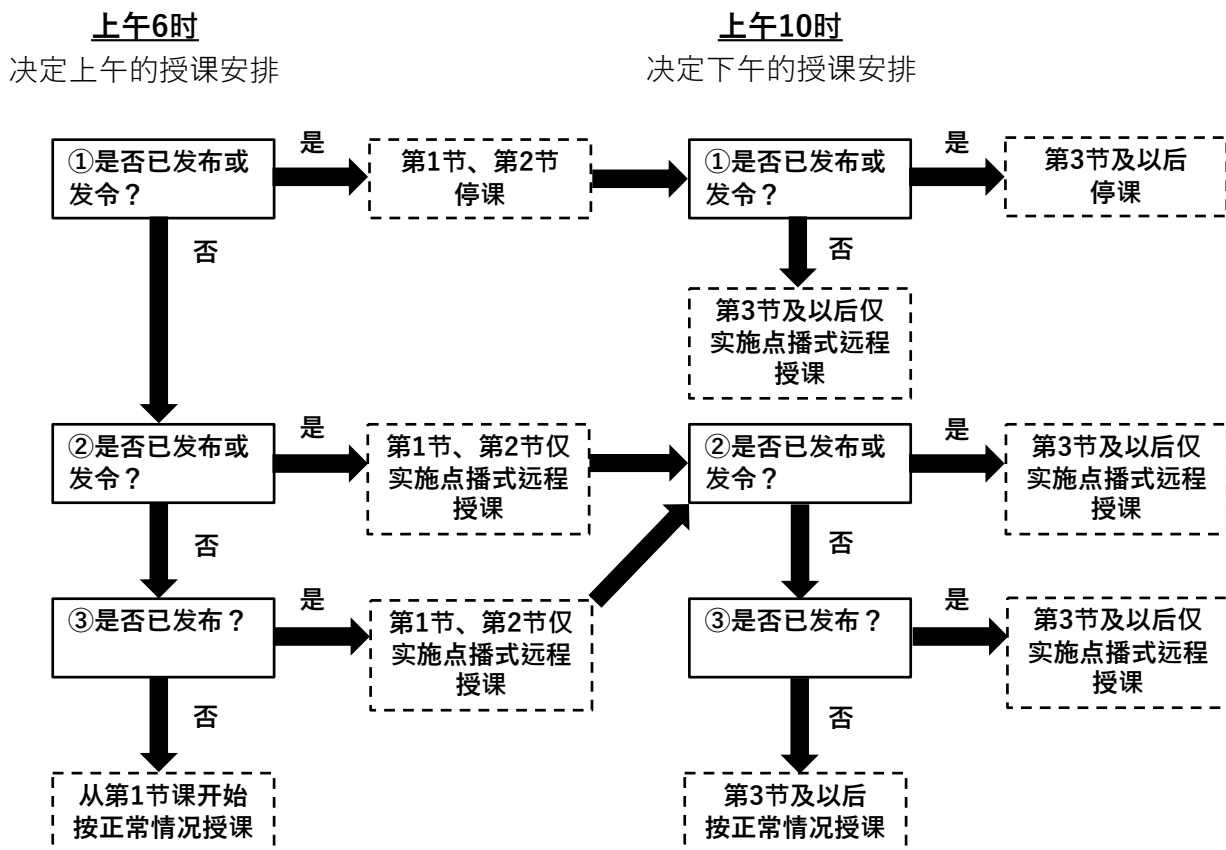 上午6时
决定上午的授课安排
上午10时
决定下午的授课安排
①是否已发布或
发令？
是
第1节、第2节
停课
①是否已发布或
发令？
是
第3节及以后
停课
否
否
第3节及以后仅
实施点播式远程
授课
②是否已发布或
发令？
是
第1节、第2节仅
实施点播式远程
授课
②是否已发布或
发令？
是
第3节及以后仅
实施点播式远程
授课
否
否
③是否已发布？
是
第1节、第2节仅
实施点播式远程
授课
③是否已发布？
是
第3节及以后仅
实施点播式远程
授课
否
否
从第1节课开始
按正常情况授课
第3节及以后
按正常情况授课